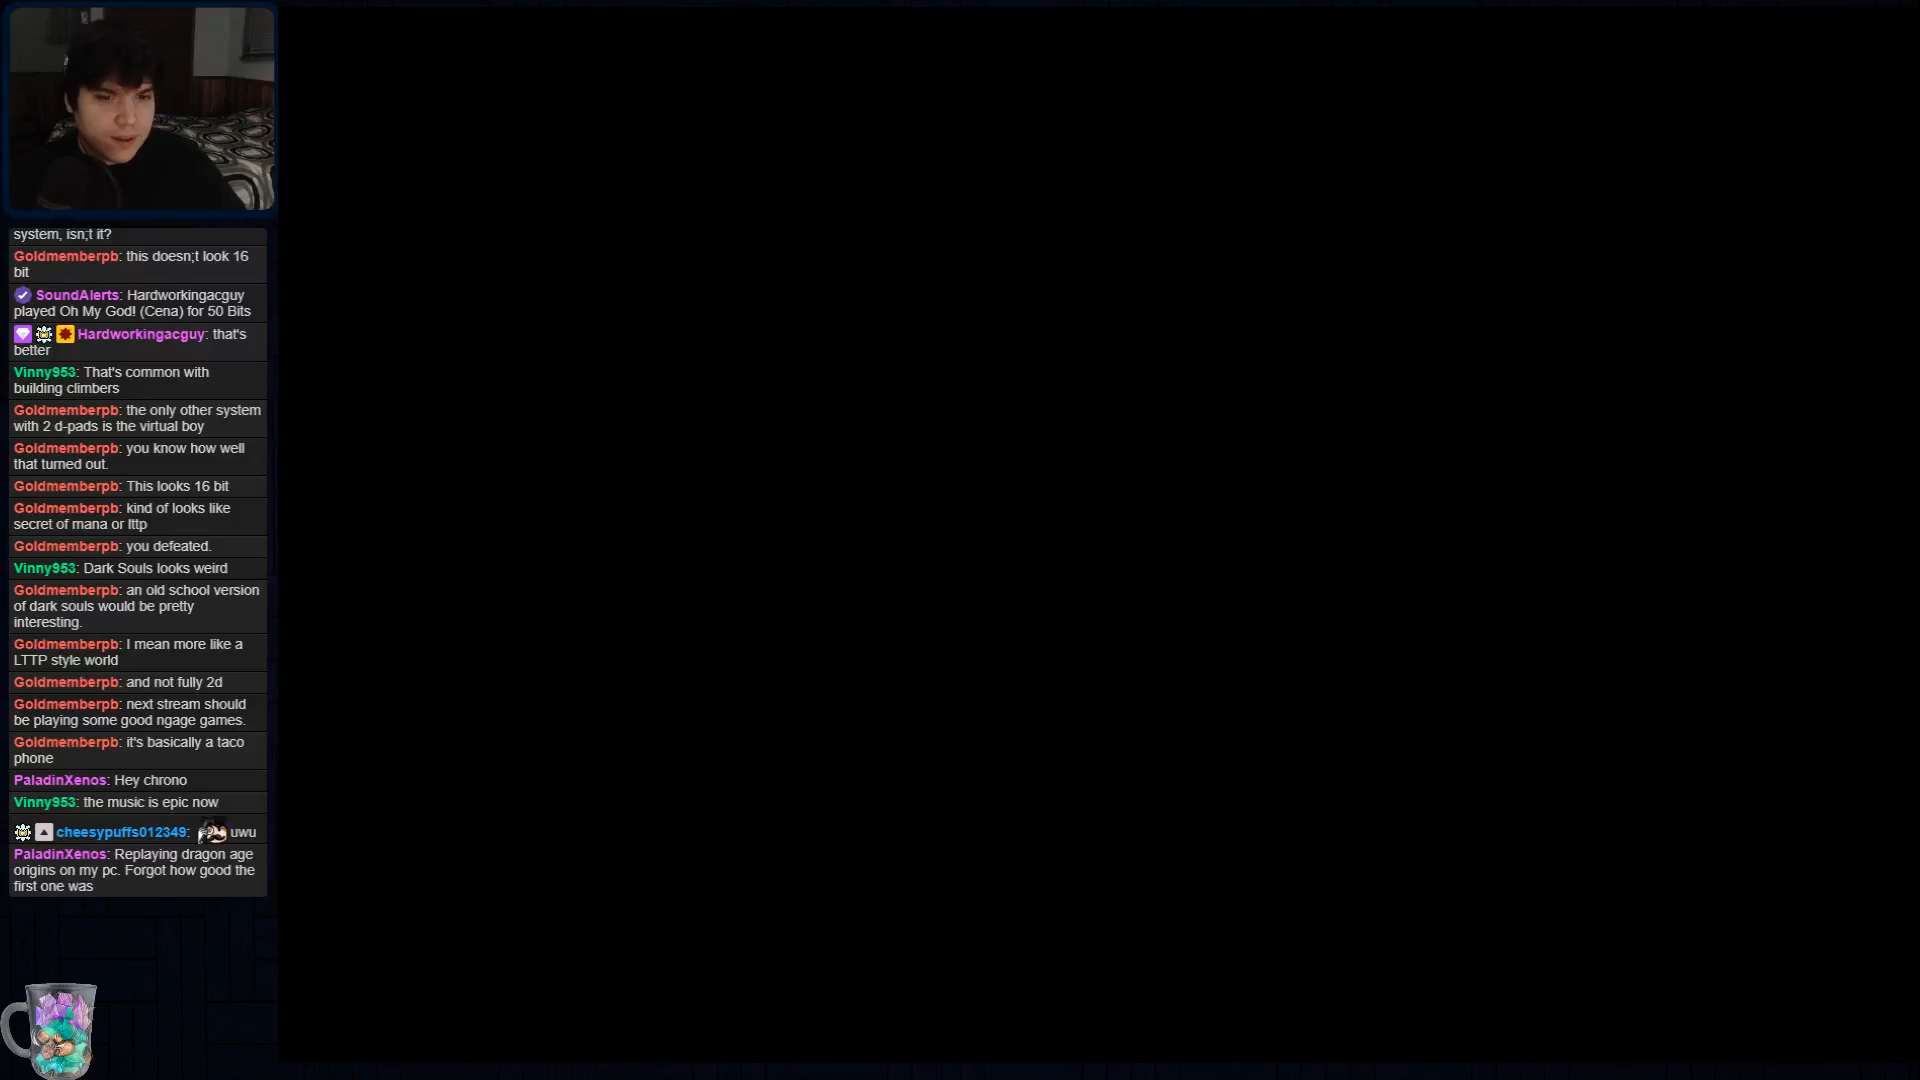 system, isn;t it?
Goldmemberpb: this doesn;t look 16
bit
SoundAlerts: Hardworkingacguy
played Oh My God! (Cena) for 50 Bits
Hardworkingacguy: that's
better
Vinny953: That's common with
building climbers
Goldmemberpb: the only other system
with 2 d-pads is the virtual boy
Goldmemberpb: you know how well
that turned out.
Goldmemberpb: This looks 16 bit
Goldmemberpb: kind of looks like
secret of mana or lttp
Goldmemberpb: you defeated.
Vinny953: Dark Souls looks weird
Goldmemberpb: an old school version
of dark souls would be pretty
interesting.
Goldmemberpb: I mean more like a
LTTP style world
Goldmemberpb: and not fully 2d
Goldmemberpb: next stream should
be playing some good ngage games.
Goldmemberpb: it's basically a taco
phone
PaladinXenos: Hey chrono
Vinny953: the music is epic now
cheesypuffs012349: uwu
PaladinXenos: Replaying dragon age
origins on my pc. Forgot how good the
first one was